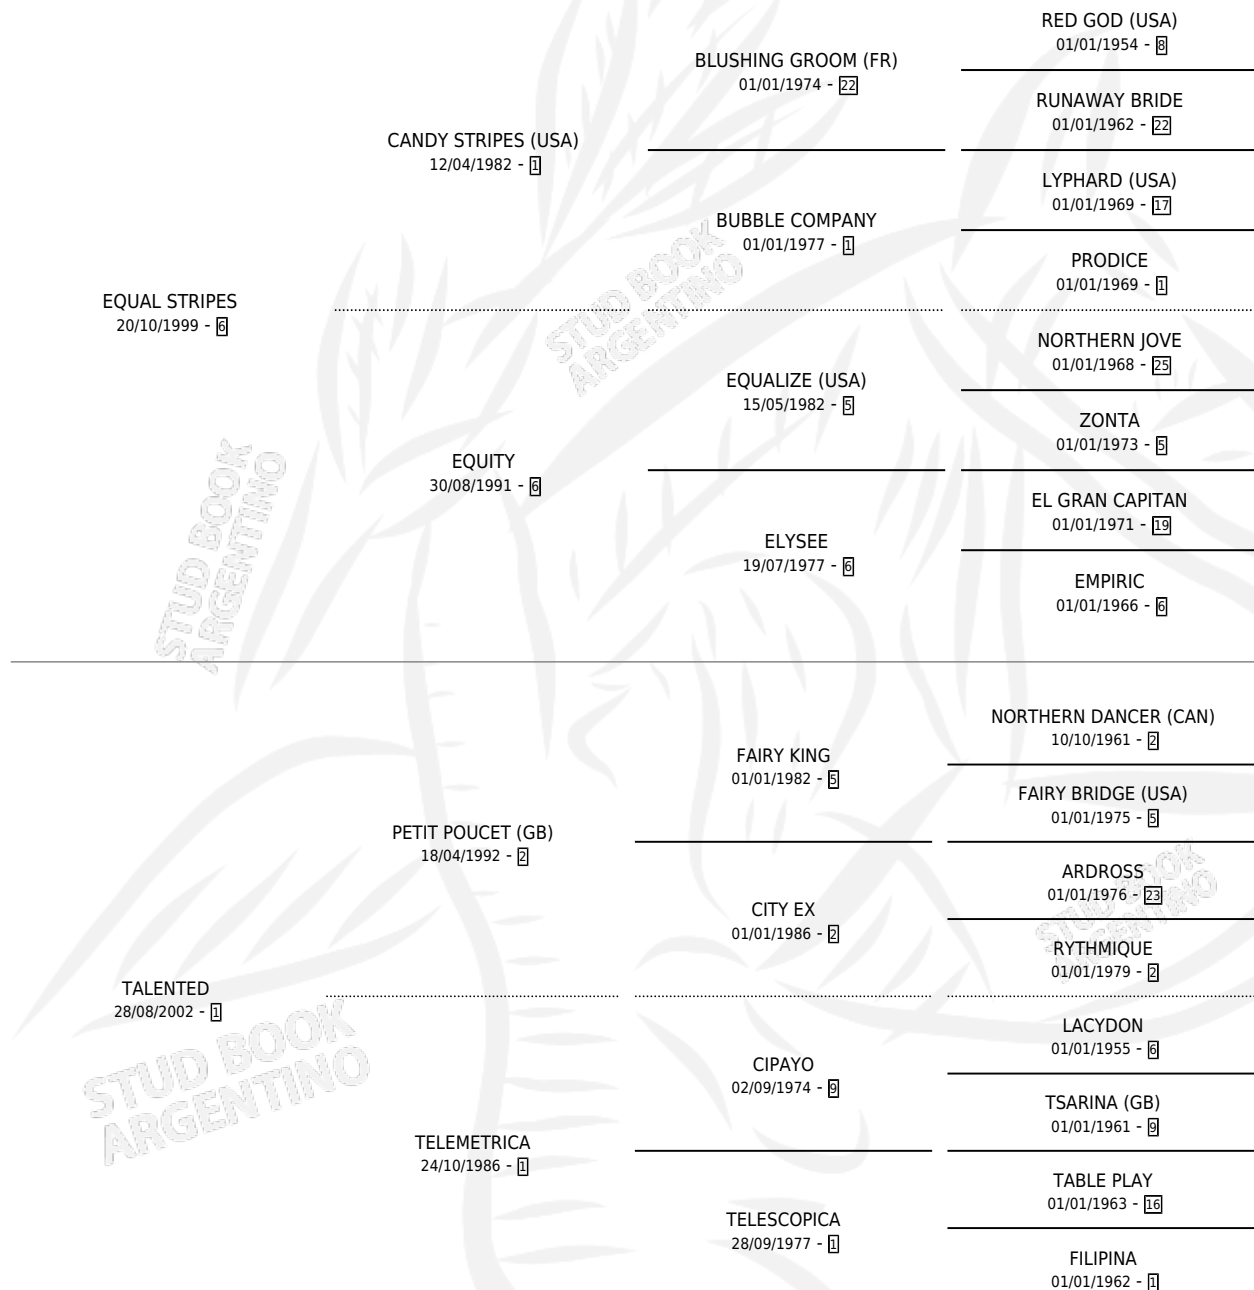 RED GOD (USA)
01/01/1954 - 8
BLUSHING GROOM (FR)
01/01/1974 - 22
RUNAWAY BRIDE
01/01/1962 - 22
CANDY STRIPES (USA)
12/04/1982 - 1
LYPHARD (USA)
01/01/1969 - 17
BUBBLE COMPANY
01/01/1977 - 1
PRODICE
01/01/1969 - 1
EQUAL STRIPES
20/10/1999 - 6
NORTHERN JOVE
01/01/1968 - 25
EQUALIZE (USA)
15/05/1982 - 5
ZONTA
01/01/1973 - 5
EQUITY
30/08/1991 - 6
EL GRAN CAPITAN
01/01/1971 - 19
ELYSEE
19/07/1977 - 6
EMPIRIC
01/01/1966 - 6
NORTHERN DANCER (CAN)
10/10/1961 - 2
FAIRY KING
01/01/1982 - 5
FAIRY BRIDGE (USA)
01/01/1975 - 5
PETIT POUCET (GB)
18/04/1992 - 2
ARDROSS
01/01/1976 - 23
CITY EX
01/01/1986 - 2
RYTHMIQUE
01/01/1979 - 2
TALENTED
28/08/2002 - 1
LACYDON
01/01/1955 - 6
CIPAYO
02/09/1974 - 9
TSARINA (GB)
01/01/1961 - 9
TELEMETRICA
24/10/1986 - 1
TABLE PLAY
01/01/1963 - 16
TELESCOPICA
28/09/1977 - 1
FILIPINA
01/01/1962 - 1
STUD BOOK
ARGENTINO
STUD BOOK
ARGENTINO
STUD BOOK
ARGENTINO
STUD BOOK
ARGENTINO